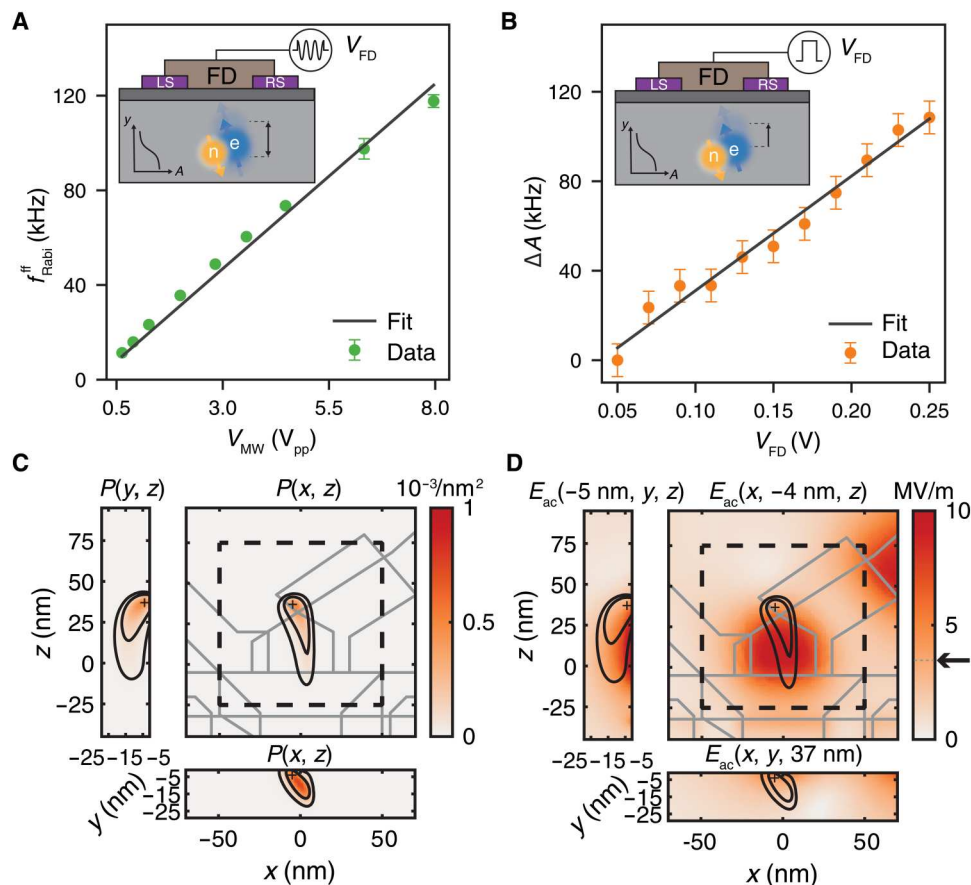 A
V_FD
FD
LS
RS
y
A
n
e
120
80
40
0
f^ff_Rabi (kHz)
Fit
Data
0.5
3.0
5.5
8.0
V_MW (V_pp)
B
V_FD
FD
LS
RS
y
A
n
e
120
80
40
0
ΔA (kHz)
Fit
Data
0.05
0.10
0.15
0.20
0.25
V_FD (V)
C
P(y, z)
P(x, z)
10^−3/nm^2
75
50
25
0
−25
z (nm)
1
0.5
0
−25 −15 −5
P(x, z)
−5
−15
−25
y (nm)
−50
0
50
x (nm)
D
E_ac(−5 nm, y, z)
E_ac(x, −4 nm, z)
MV/m
75
50
25
0
−25
z (nm)
10
5
0
−25 −15 −5
E_ac(x, y, 37 nm)
−5
−15
−25
y (nm)
−50
0
50
x (nm)